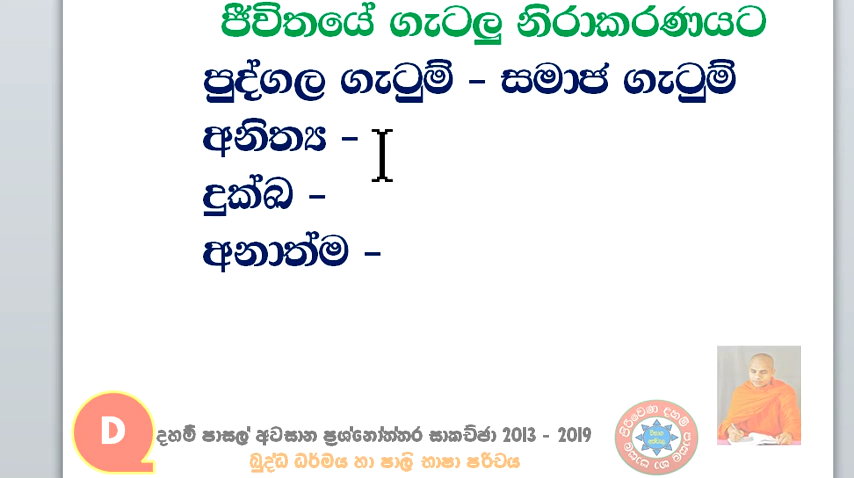 ජීවිතයේ ගැටලු නිරාකරණයට
පුද්ගල ගැටුම් – සමාජ ගැටුම්
අනිත්‍ය –
දුක්ඛ –
අනාත්ම –
D
දහම් පාසල් අවසාන ප්‍රශ්නෝත්තර සාකච්ඡා 2013 - 2019
බුද්ධ ධර්මය හා පාලි භාෂා පරිචය